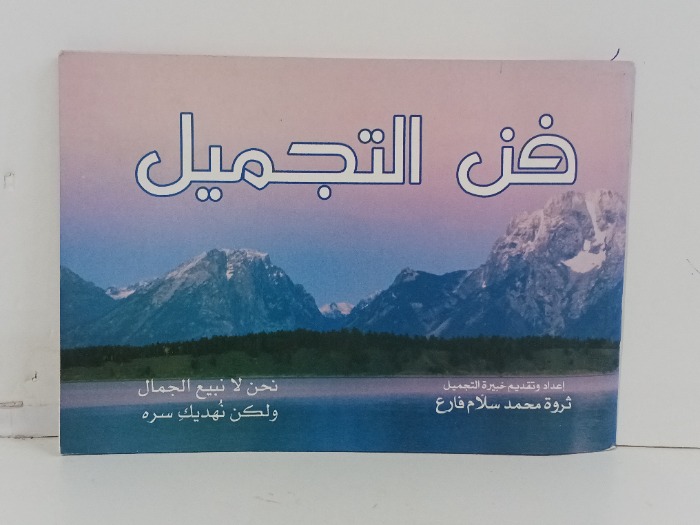 فن التجميل
إعداد وتقديم خبيرة التجميل
ثروة محمد سلام فارع
نحن لا نبيع الجمال
ولكن نُهديكِ سره